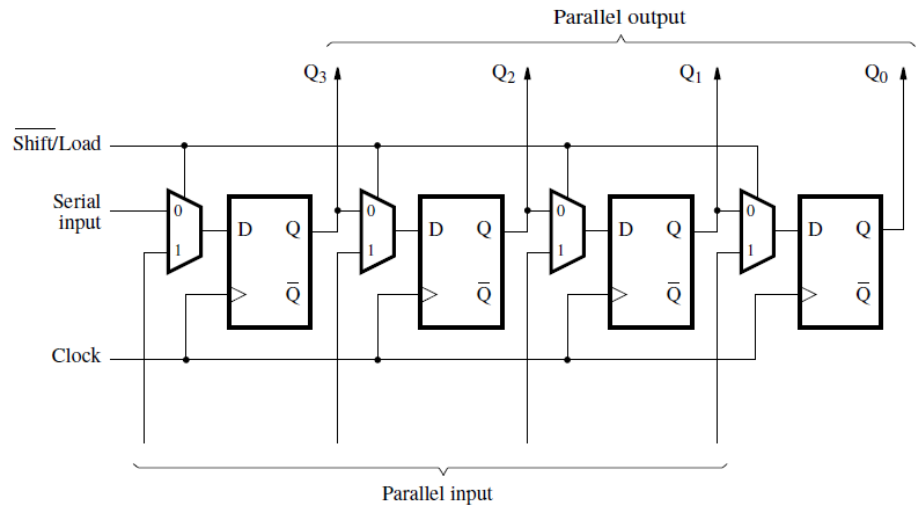 Parallel output
Q3 Q2 Q1 Q0
S̅h̅i̅f̅t̅/Load
Serial
input
0 0 0 0
D Q D Q D Q D Q
1 1 1 1
Q̅ Q̅ Q̅ Q̅
Clock
Parallel input